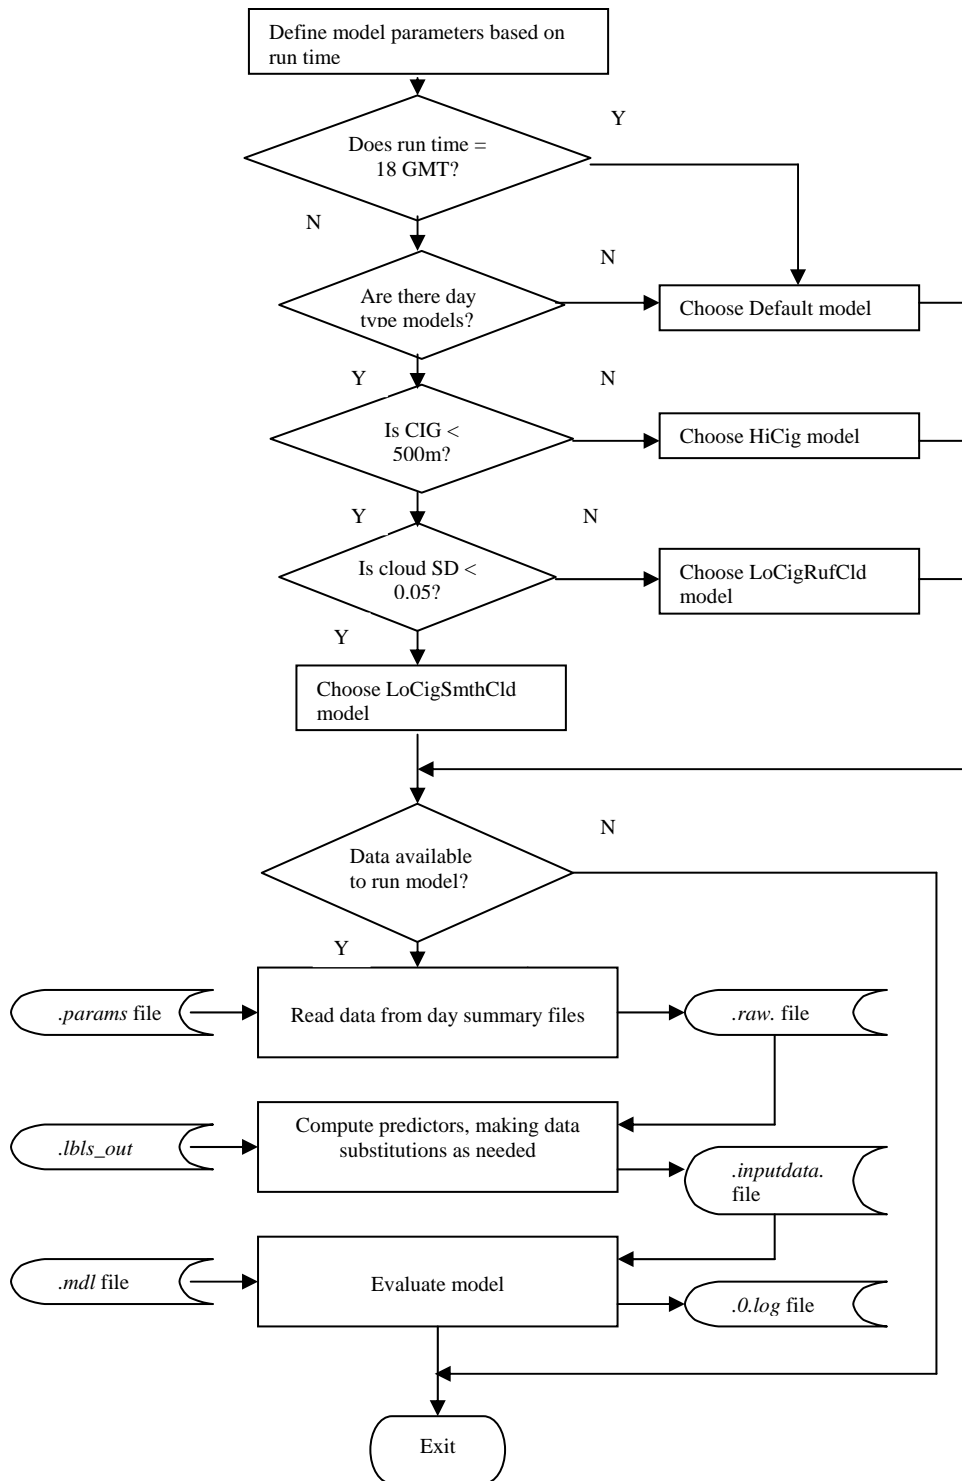 Define model parameters based on
run time
Y
Does run time =
18 GMT?
N
N
Are there day
type models?
Choose Default model
Y
N
Is CIG <
500m?
Choose HiCig model
Y
N
Is cloud SD <
0.05?
Choose LoCigRufCld
model
Y
Choose LoCigSmthCld
model
N
Data available
to run model?
Y
.params file
Read data from day summary files
.raw. file
Compute predictors, making data
substitutions as needed
.lbls_out
.inputdata.
file
.mdl file
Evaluate model
.0.log file
Exit